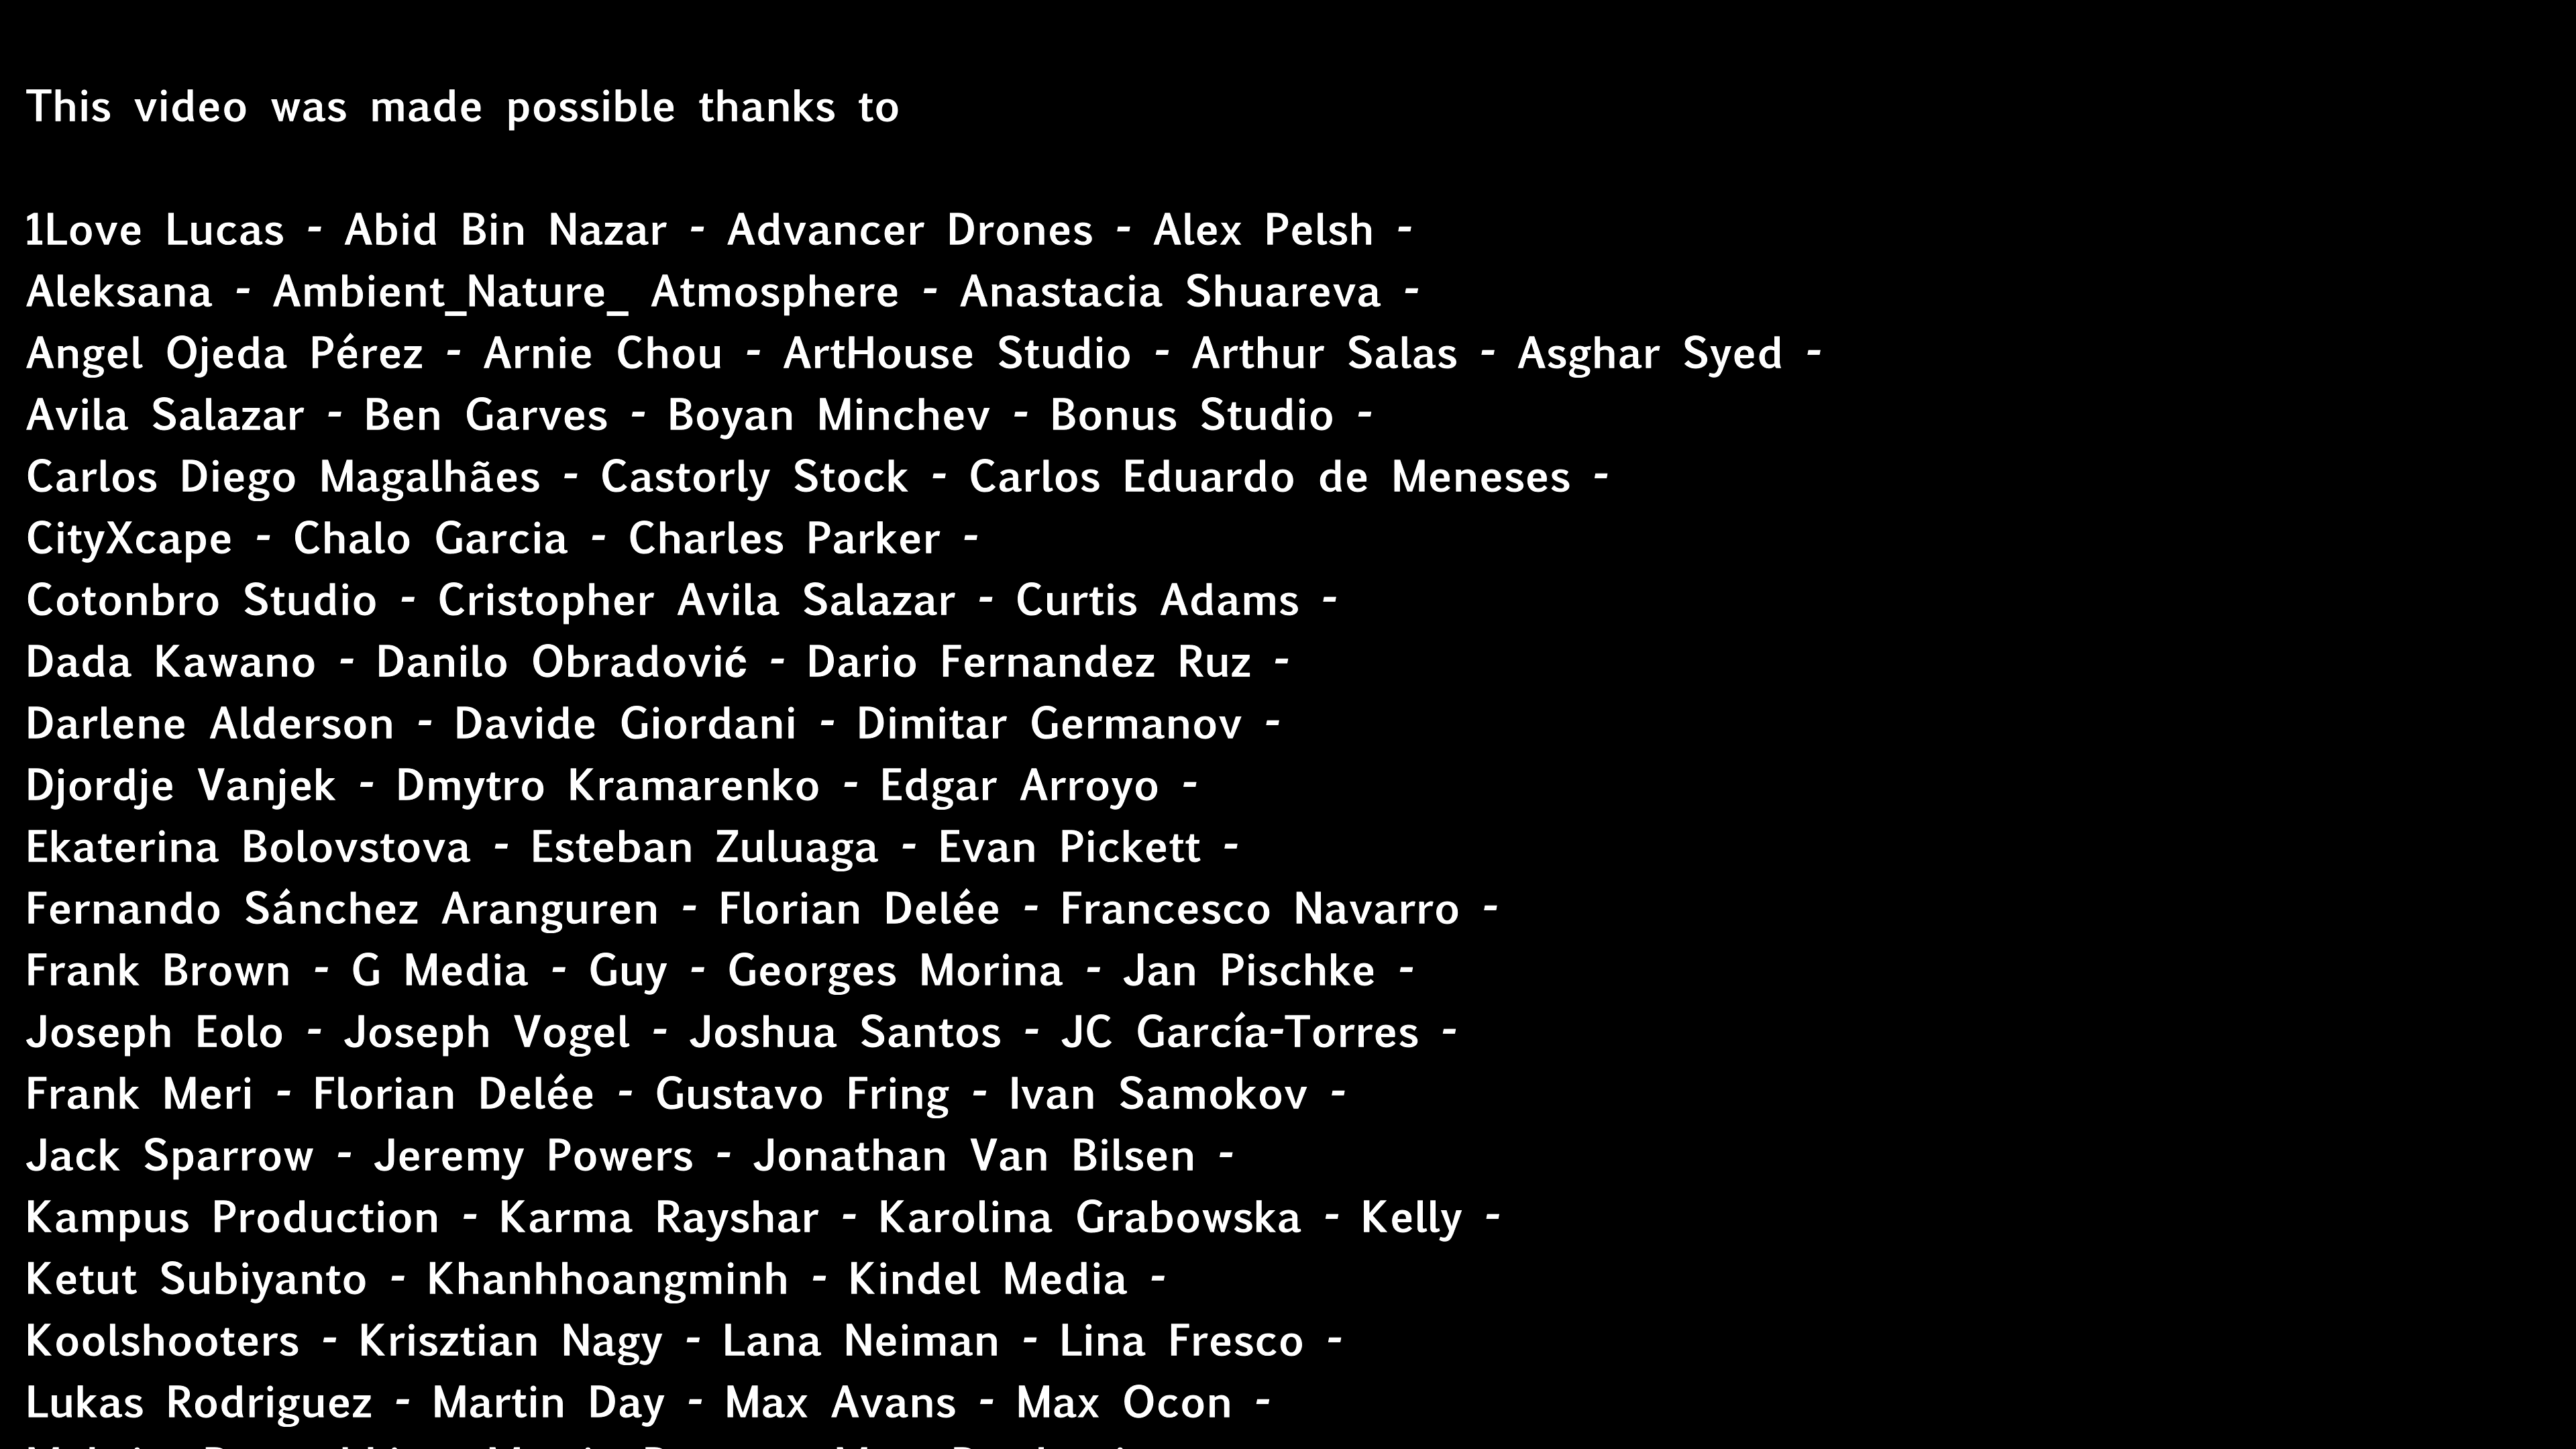 This video was made possible thanks to
1Love Lucas - Abid Bin Nazar - Advancer Drones - Alex Pelsh -
Aleksana - Ambient_Nature_ Atmosphere - Anastacia Shuareva -
Angel Ojeda Pérez - Arnie Chou - ArtHouse Studio - Arthur Salas - Asghar Syed -
Avila Salazar - Ben Garves - Boyan Minchev - Bonus Studio -
Carlos Diego Magalhães - Castorly Stock - Carlos Eduardo de Meneses -
CityXcape - Chalo Garcia - Charles Parker -
Cotonbro Studio - Cristopher Avila Salazar - Curtis Adams -
Dada Kawano - Danilo Obradović - Dario Fernandez Ruz -
Darlene Alderson - Davide Giordani - Dimitar Germanov -
Djordje Vanjek - Dmytro Kramarenko - Edgar Arroyo -
Ekaterina Bolovstova - Esteban Zuluaga - Evan Pickett -
Fernando Sánchez Aranguren - Florian Delée - Francesco Navarro -
Frank Brown - G Media - Guy - Georges Morina - Jan Pischke -
Joseph Eolo - Joseph Vogel - Joshua Santos - JC García-Torres -
Frank Meri - Florian Delée - Gustavo Fring - Ivan Samokov -
Jack Sparrow - Jeremy Powers - Jonathan Van Bilsen -
Kampus Production - Karma Rayshar - Karolina Grabowska - Kelly -
Ketut Subiyanto - Khanhhoangminh - Kindel Media -
Koolshooters - Krisztian Nagy - Lana Neiman - Lina Fresco -
Lukas Rodriguez - Martin Day - Max Avans - Max Ocon -